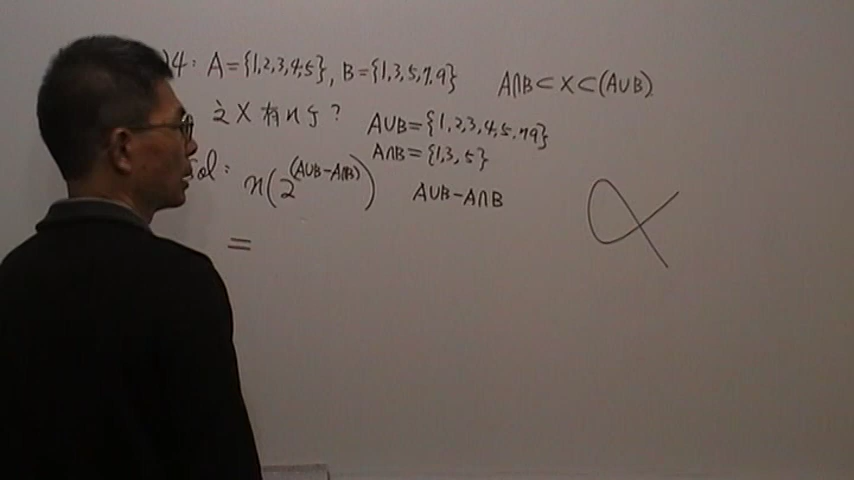 4: A={1,2,3,4,5}, B={1,3,5,7,9} A∩B⊂X⊂(A∪B)
之X有n子? A∪B={1,2,3,4,5,7,9}
A∩B={1,3,5}
ol: n(2^(A∪B-A∩B)) A∪B-A∩B
=
α